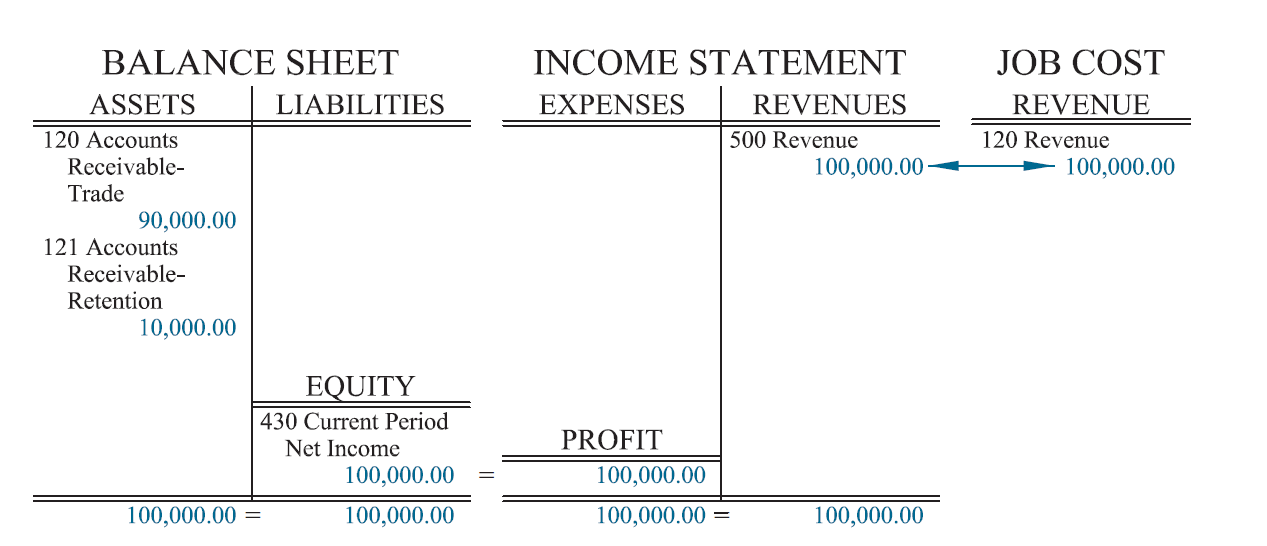 BALANCE SHEET
INCOME STATEMENT
JOB COST
ASSETS
LIABILITIES
EXPENSES
REVENUES
REVENUE
120 Accounts
Receivable-
Trade
90,000.00
121 Accounts
Receivable-
Retention
10,000.00
500 Revenue
100,000.00
120 Revenue
100,000.00
EQUITY
430 Current Period
Net Income
100,000.00
=
PROFIT
100,000.00
100,000.00 = 100,000.00
100,000.00 = 100,000.00